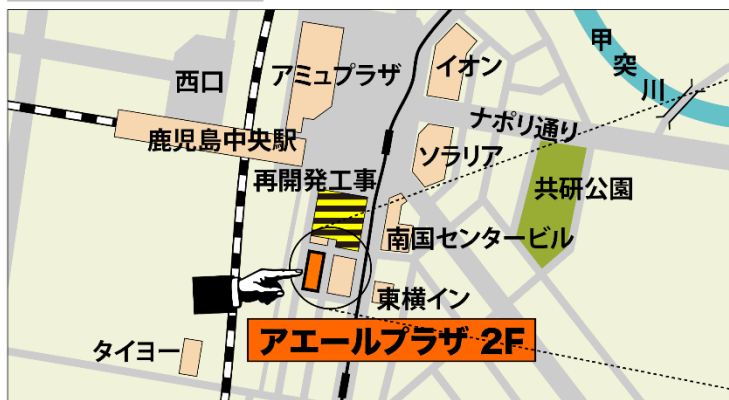 西口
アミュプラザ
イオン
甲突川
ナポリ通り
鹿児島中央駅
ソラリア
再開発工事
共研公園
南国センタービル
東横イン
アエールプラザ 2F
タイヨー